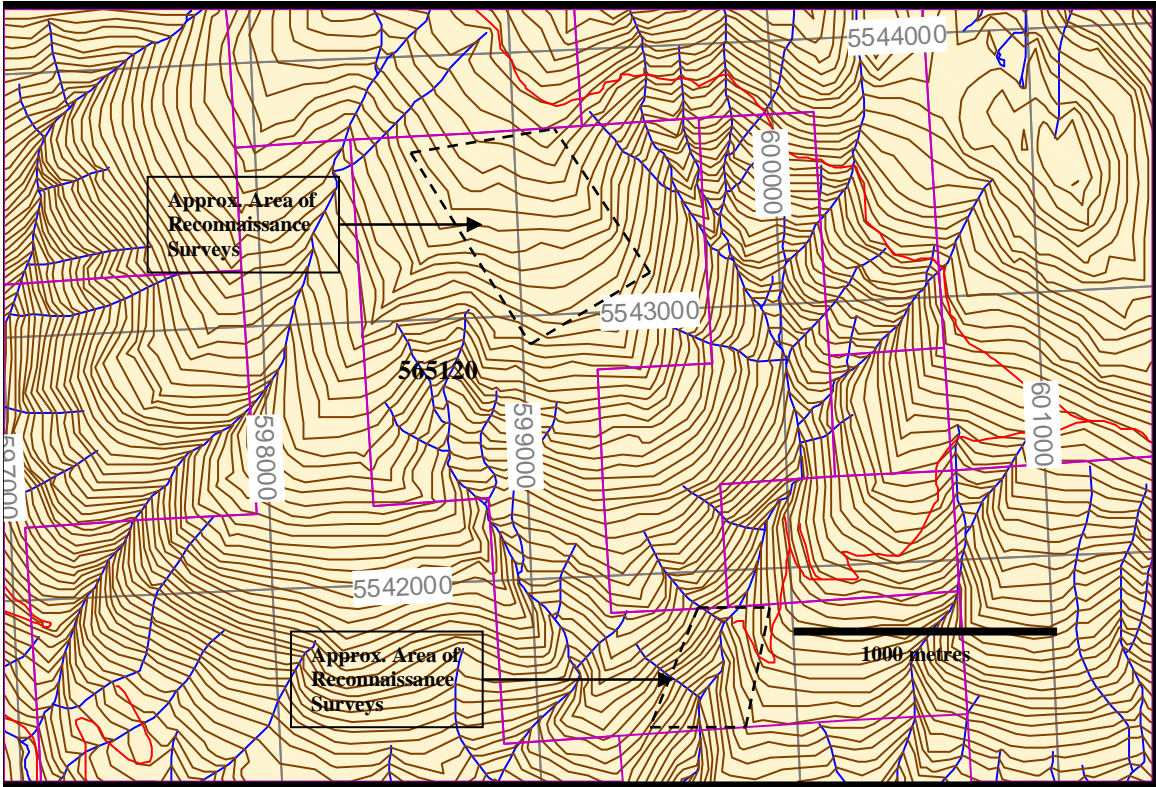 5544000
600000
Approx. Area of
Reconnaissance
Surveys
5543000
565120
601000
599000
598000
597000
5542000
1000 metres
Approx. Area of
Reconnaissance
Surveys